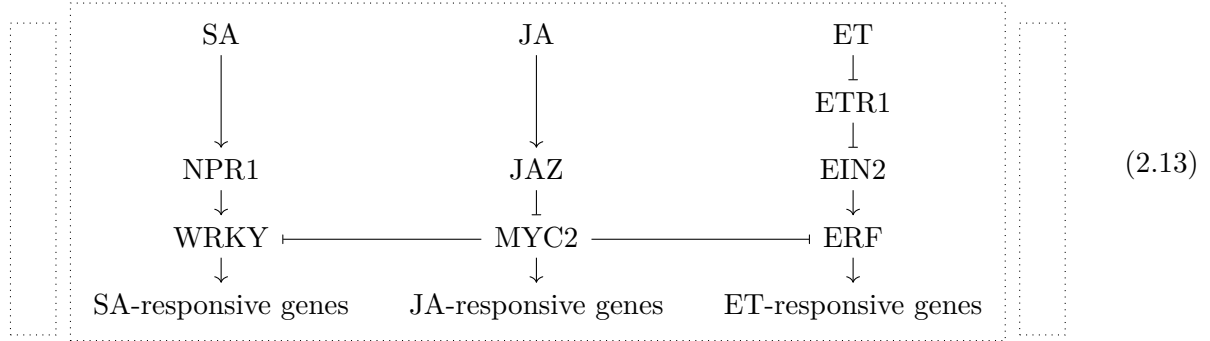 SA JA ET
ETR1
NPR1 JAZ EIN2
(2.13)
WRKY MYC2 ERF
SA-responsive genes JA-responsive genes ET-responsive genes